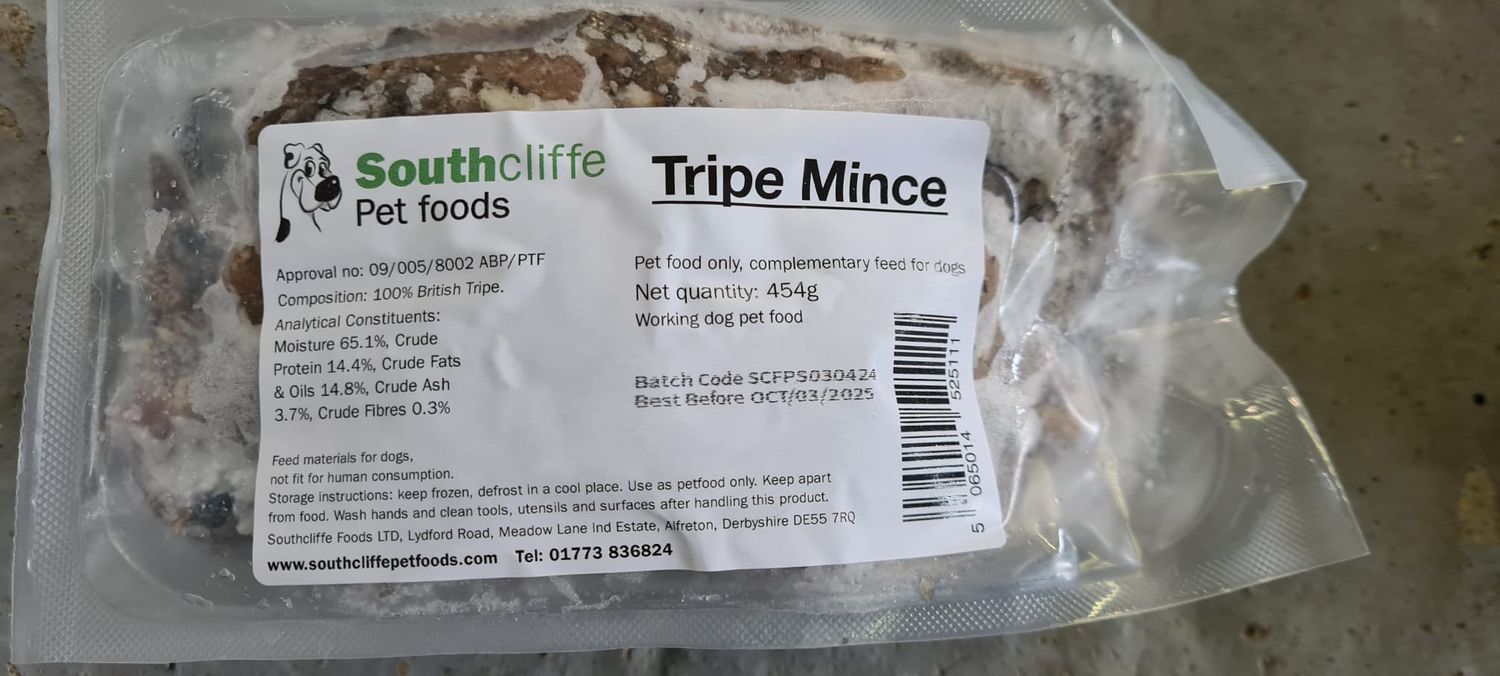 Southcliffe
Pet foods
Tripe Mince
Approval no: 09/005/8002 ABP/PTF
Composition: 100% British Tripe.
Analytical Constituents:
Moisture 65.1%, Crude
Protein 14.4%, Crude Fats
& Oils 14.8%, Crude Ash
3.7%, Crude Fibres 0.3%
Pet food only, complementary feed for dogs
Net quantity: 454g
Working dog pet food
Batch Code SCFPS030424
Best Before OCT/03/2025
5 065014 525111
Feed materials for dogs,
not fit for human consumption.
Storage instructions: keep frozen, defrost in a cool place. Use as petfood only. Keep apart
from food. Wash hands and clean tools, utensils and surfaces after handling this product.
Southcliffe Foods LTD, Lydford Road, Meadow Lane Ind Estate, Alfreton, Derbyshire DE55 7RQ
www.southcliffepetfoods.com Tel: 01773 836824